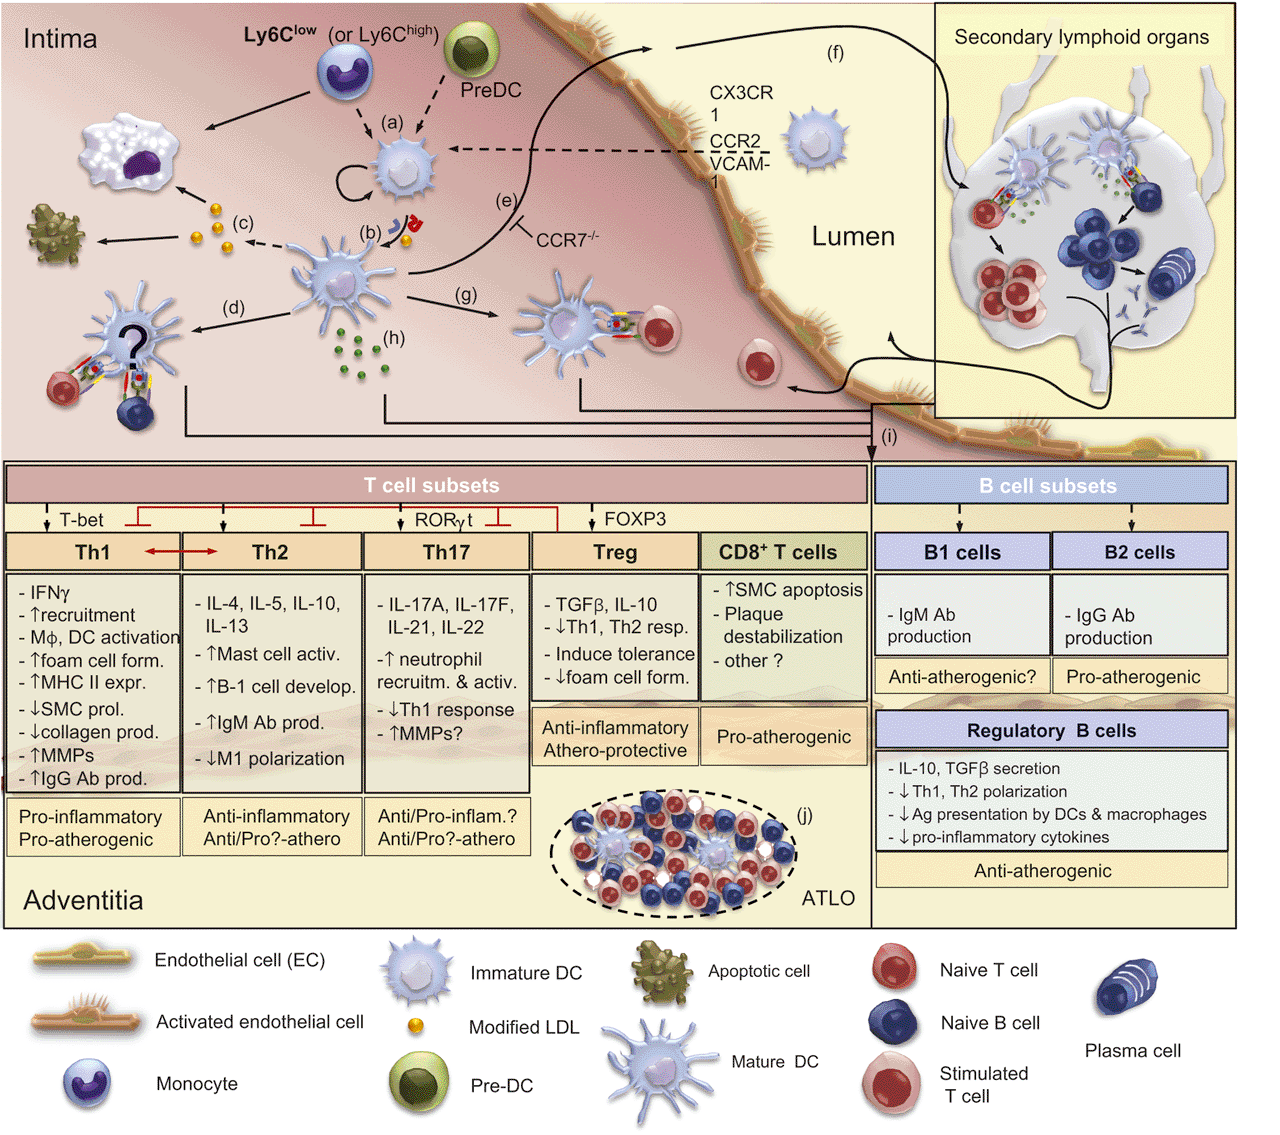 Intima
Ly6Clow (or Ly6Chigh)
PreDC
(a)
(b)
(c)
(d)
(e)
CCR7-/-
(g)
(h)
?
CX3CR
1
CCR2
VCAM-
1
(f)
Lumen
Secondary lymphoid organs
(i)
T cell subsets
T-bet
RORγt
FOXP3
Th1
Th2
Th17
Treg
CD8+ T cells
- IFNγ
- ↑recruitment
- Mϕ, DC activation
- ↑foam cell form.
- ↑MHC II expr.
- ↓SMC prol.
- ↓collagen prod.
- ↑MMPs
- ↑IgG Ab prod.
Pro-inflammatory
Pro-atherogenic
- IL-4, IL-5, IL-10,
IL-13
- ↑Mast cell activ.
- ↑B-1 cell develop.
- ↑IgM Ab prod.
- ↓M1 polarization
Anti-inflammatory
Anti/Pro?-athero
- IL-17A, IL-17F,
IL-21, IL-22
-↑ neutrophil
recruitm. & activ.
- ↓Th1 response
- ↑MMPs?
Anti/Pro-inflam.?
Anti/Pro?-athero
- TGFβ, IL-10
- ↓Th1, Th2 resp.
- Induce tolerance
- ↓foam cell form.
Anti-inflammatory
Athero-protective
- ↑SMC apoptosis
- Plaque
destabilization
- other ?
Pro-atherogenic
B cell subsets
B1 cells
B2 cells
- IgM Ab
production
Anti-atherogenic?
- IgG Ab
production
Pro-atherogenic
Regulatory B cells
- IL-10, TGFβ secretion
- ↓Th1, Th2 polarization
- ↓Ag presentation by DCs & macrophages
- ↓pro-inflammatory cytokines
Anti-atherogenic
(j)
ATLO
Adventitia
Endothelial cell (EC)
Activated endothelial cell
Monocyte
Immature DC
Modified LDL
Pre-DC
Apoptotic cell
Mature DC
Naive T cell
Naive B cell
Stimulated
T cell
Plasma cell